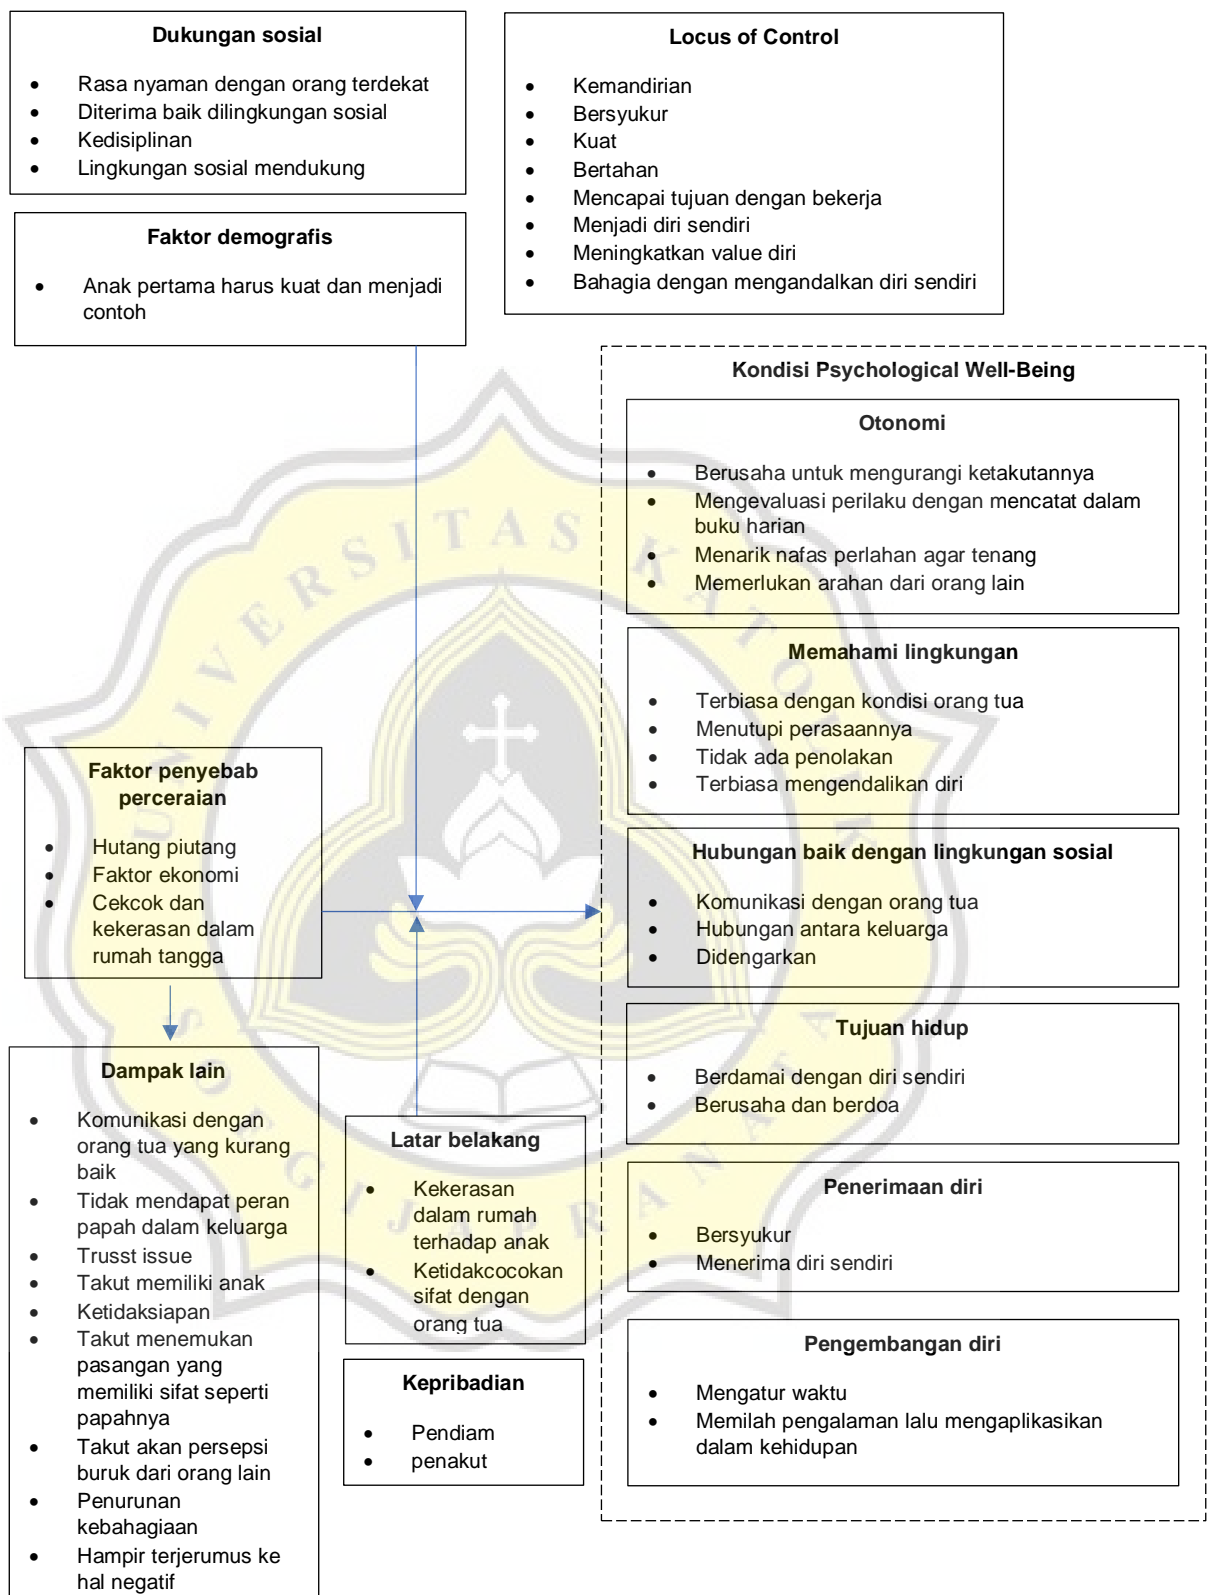 Dukungan sosial
• Rasa nyaman dengan orang terdekat
• Diterima baik dilingkungan sosial
• Kedisiplinan
• Lingkungan sosial mendukung
Locus of Control
• Kemandirian
• Bersyukur
• Kuat
• Bertahan
• Mencapai tujuan dengan bekerja
• Menjadi diri sendiri
• Meningkatkan value diri
• Bahagia dengan mengandalkan diri sendiri
Faktor demografis
• Anak pertama harus kuat dan menjadi
contoh
Kondisi Psychological Well-Being
Otonomi
• Berusaha untuk mengurangi ketakutannya
• Mengevaluasi perilaku dengan mencatat dalam
buku harian
• Menarik nafas perlahan agar tenang
• Memerlukan arahan dari orang lain
Memahami lingkungan
• Terbiasa dengan kondisi orang tua
• Menutupi perasaannya
• Tidak ada penolakan
• Terbiasa mengendalikan diri
Faktor penyebab
perceraian
• Hutang piutang
• Faktor ekonomi
• Cekcok dan
kekerasan dalam
rumah tangga
Hubungan baik dengan lingkungan sosial
• Komunikasi dengan orang tua
• Hubungan antara keluarga
• Didengarkan
Tujuan hidup
• Berdamai dengan diri sendiri
• Berusaha dan berdoa
Dampak lain
• Komunikasi dengan
orang tua yang kurang
baik
• Tidak mendapat peran
papah dalam keluarga
• Trusst issue
• Takut memiliki anak
• Ketidaksiapan
• Takut menemukan
pasangan yang
memiliki sifat seperti
papahnya
• Takut akan persepsi
buruk dari orang lain
• Penurunan
kebahagiaan
• Hampir terjerumus ke
hal negatif
Latar belakang
• Kekerasan
dalam rumah
terhadap anak
• Ketidakcocokan
sifat dengan
orang tua
Kepribadian
• Pendiam
• penakut
Penerimaan diri
• Bersyukur
• Menerima diri sendiri
Pengembangan diri
• Mengatur waktu
• Memilah pengalaman lalu mengaplikasikan
dalam kehidupan
UNIVERSITAS KATOLIK
SOEGIJAPRANATA